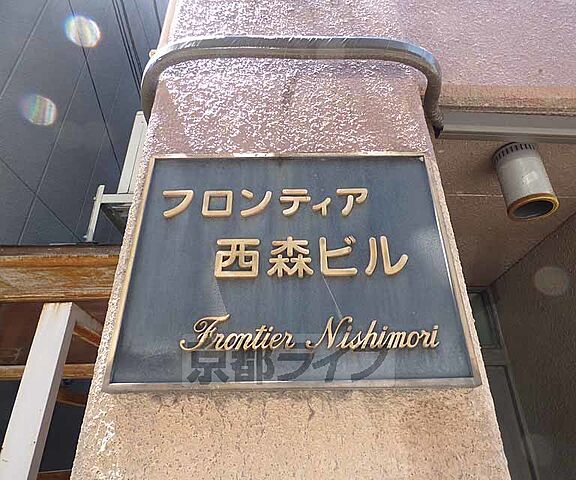 フロンティア
西森ビル
Frontier Nishimori
京都ライフ